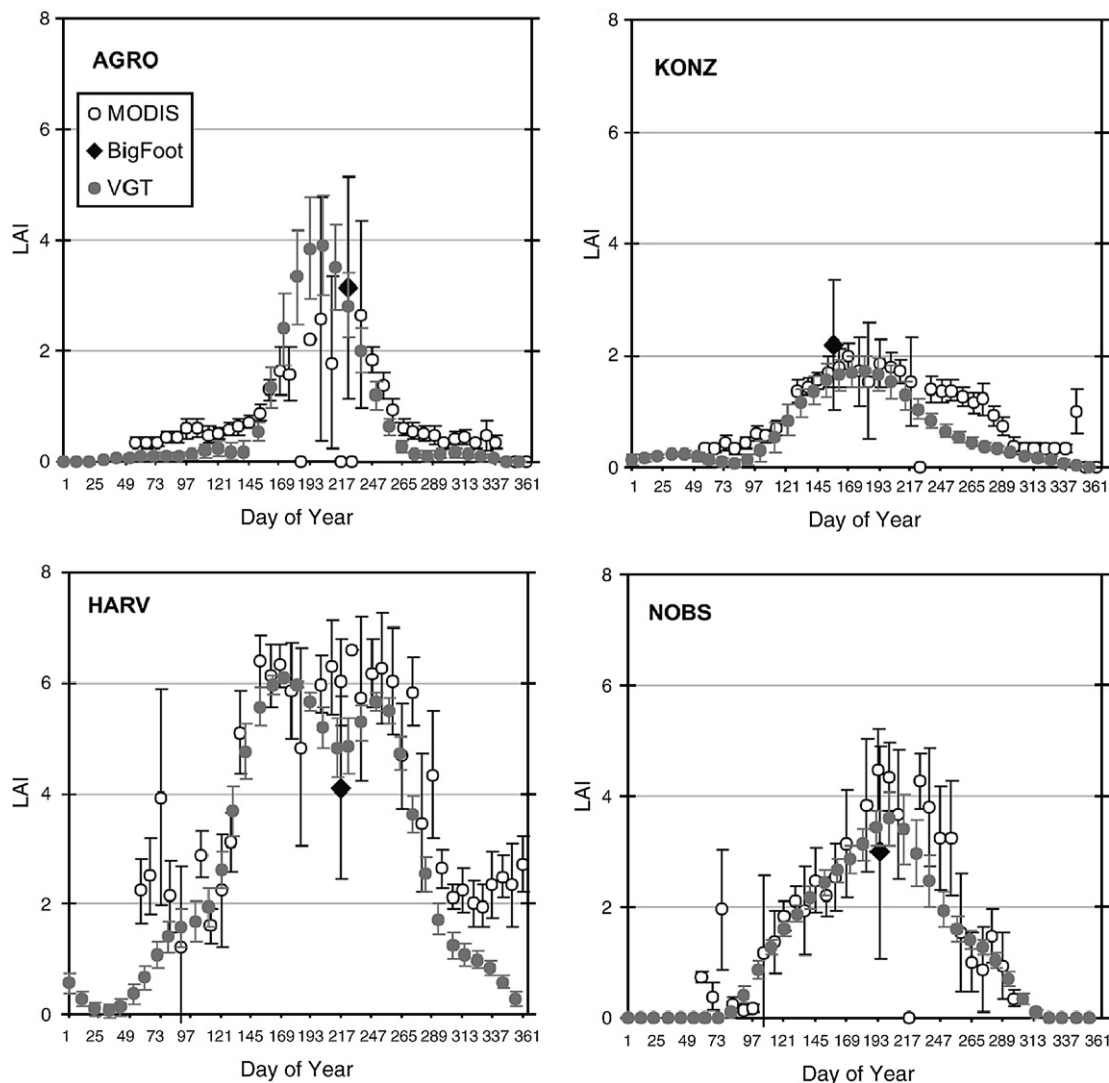 AGRO
MODIS
BigFoot
VGT
8
6
4
2
0
LAI
1 25 49 73 97 121 145 169 193 217 241 265 289 313 337 361
Day of Year
KONZ
8
6
4
2
0
LAI
1 25 49 73 97 121 145 169 193 217 247 265 289 313 337 361
Day of Year
HARV
8
6
4
2
0
LAI
1 25 49 73 97 121 145 169 193 217 247 271 289 313 337 361
Day of Year
NOBS
8
6
4
2
0
LAI
1 25 49 73 97 121 145 169 193 217 247 265 289 313 337 361
Day of Year